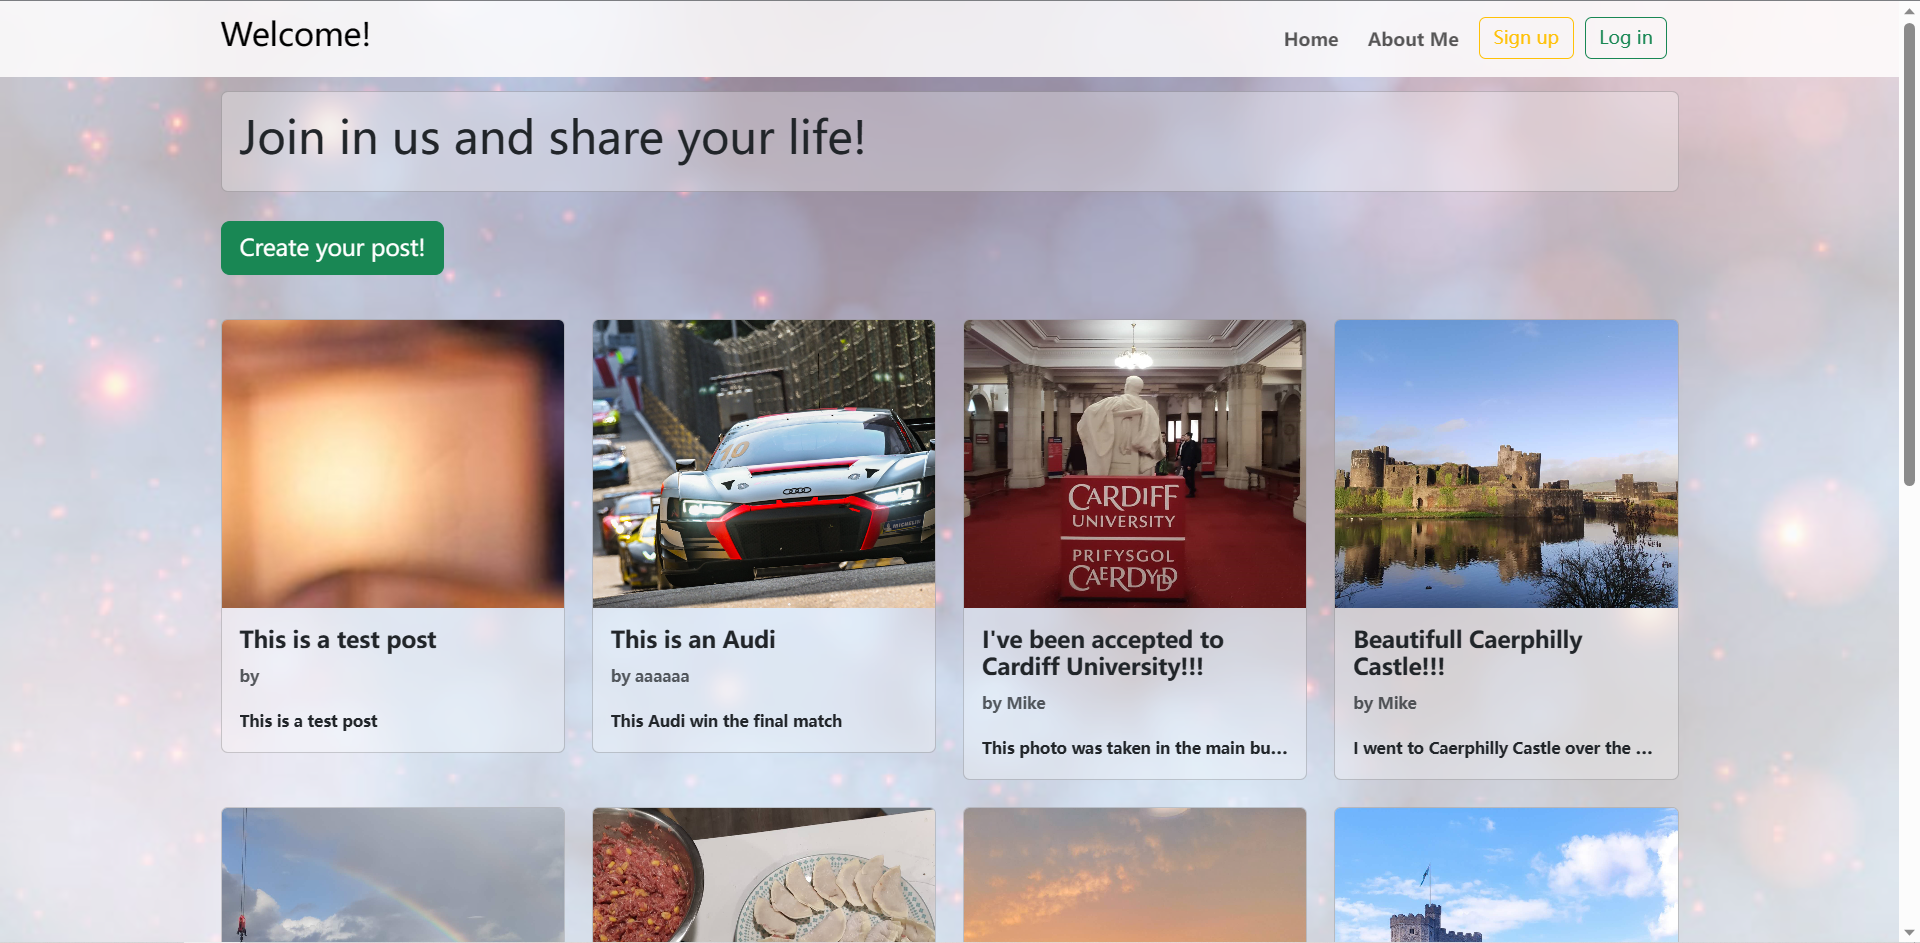 Welcome!
Home
About Me
Sign up
Log in
Join in us and share your life!
Create your post!
10
MICHELIN
CARDIFF
UNIVERSITY
PRIFYSGOL
CAERDYDD
This is a test post
by
This is a test post
This is an Audi
by aaaaaa
This Audi win the final match
I've been accepted to
Cardiff University!!!
by Mike
This photo was taken in the main bu...
Beautifull Caerphilly
Castle!!!
by Mike
I went to Caerphilly Castle over the ...